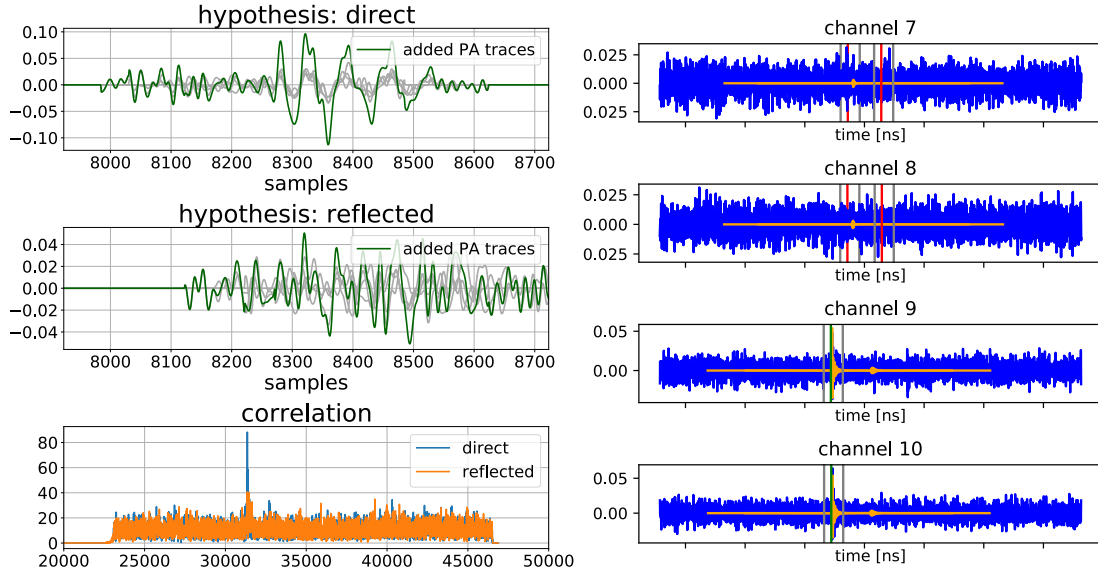 hypothesis: direct
0.10
0.05
0.00
−0.05
−0.10
added PA traces
8000 8100 8200 8300 8400 8500 8600 8700
samples
hypothesis: reflected
0.04
0.02
0.00
−0.02
−0.04
added PA traces
8000 8100 8200 8300 8400 8500 8600 8700
samples
correlation
80
60
40
20
0
direct
reflected
20000 25000 30000 35000 40000 45000 50000
channel 7
0.025
0.000
0.025
time [ns]
channel 8
0.025
0.000
0.025
time [ns]
channel 9
0.05
0.00
time [ns]
channel 10
0.05
0.00
time [ns]